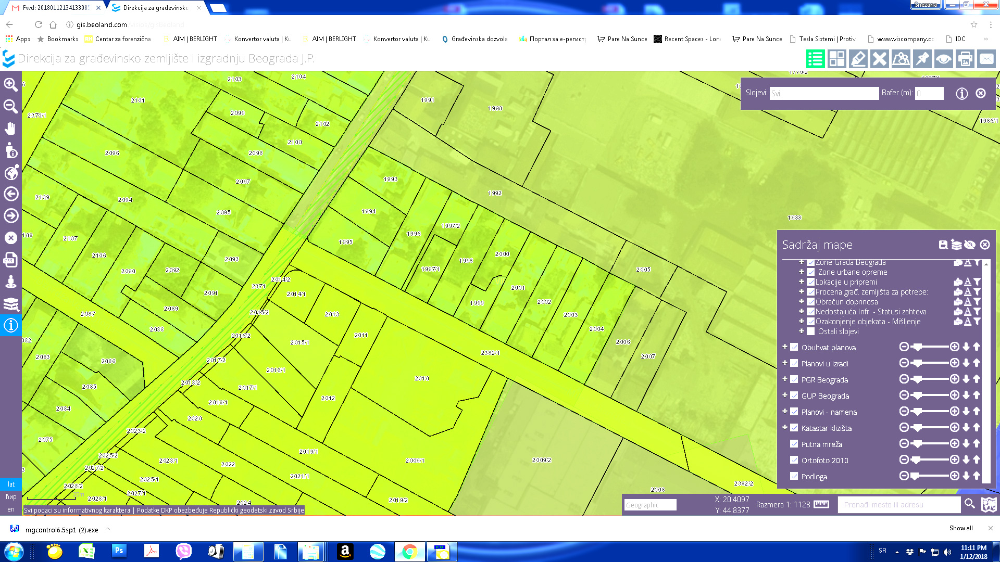 Fwd: 20180112134133085
Direkcija za građevinsko
Snezana
gis.beoland.com/visios/gisBeoland
Apps
Bookmarks
Centar za forenzična
AIM | BERLIGHT
Konvertor valuta | Ku
AIM | BERLIGHT
Konvertor valuta | Ku
Građevinska dozvola
Портал за е-регистр
Pare Na Sunce
Recent Spaces - Lon
Pare Na Sunce
Tesla Sistemi | Protiv
www.viscompany.co
IDC
Direkcija za građevinsko zemljište i izgradnju Beograda J.P.
Slojevi: Svi Bafer (m): 0
2103
2104
2101
2370/1
2099
2102
2100
2096
2098
2097
2109
2094
2095
2107
2106
2093
2090
2092
2091
2089
2087
2088
2083
2086
2085
2084
2075
1991
1990
1986/1
1993
1992
1994
1988
1997/2
1996
1995
2000
1998
1997/1
2005
2371
2014/2
2014/1
2001
1999
2002
2015/2
2013
2003
2004
2016/2
2011
2015/1
2006
2382/1
2007
2017/2
2016/1
2010
2018/2
2017/1
2012
2018/1
2020
2023/2
2019/1
2025/2
2023/1
2022
2009/1
2009/2
2027/2
2025/1
2021/1
2028/2
2027/1
2028/1
2024
2019/2
2008
2382/2
Sadržaj mape
Zone Grada Beograda
Zone urbane opreme
Lokacije u pripremi
Procena građ. zemljišta za potrebe:
Obračun doprinosa
Nedostajuća Infr. - Statusi zahteva
Ozakonjenje objekata - Mišljenje
Ostali slojevi
Obuhvat planova
Planovi u izradi
PGR Beograda
GUP Beograda
Planovi - namena
Katastar klizišta
Putna mreža
Ortofoto 2010
Podloga
lat
ћир
en
20m
Svi podaci su informativnog karaktera | Podatke DKP obezbeđuje Republički geodetski zavod Srbije
Geographic
X: 20.4097
Y: 44.8377
Razmera 1: 1128
Pronađi mesto ili adresu
mgcontrol6.5sp1 (2).exe
Show all
SR
11:11 PM
1/12/2018